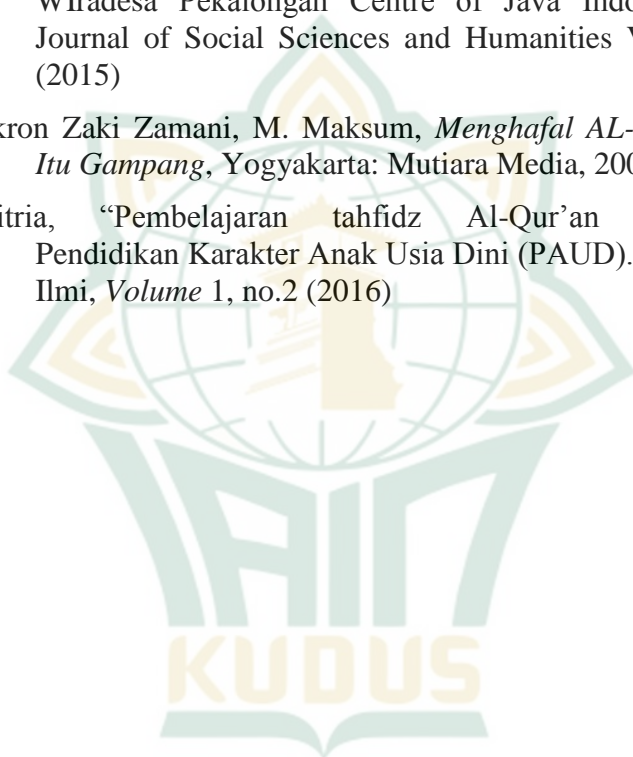 WIradesa Pekalongan Centre of Java Indo
Journal of Social Sciences and Humanities V
(2015)
kron Zaki Zamani, M. Maksum, Menghafal AL-
Itu Gampang, Yogyakarta: Mutiara Media, 200
itria, “Pembelajaran tahfidz Al-Qur’an
Pendidikan Karakter Anak Usia Dini (PAUD).
Ilmi, Volume 1, no.2 (2016)
IAIN
KUDUS